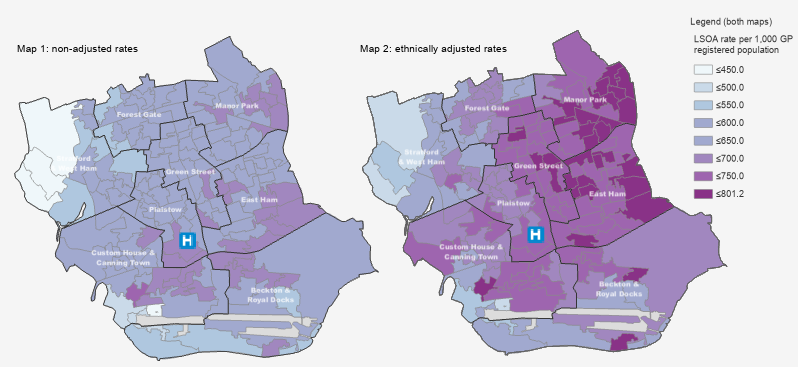 Legend (both maps)
Map 1: non-adjusted rates
Map 2: ethnically adjusted rates
LSOA rate per 1,000 GP
registered population
≤450.0
≤500.0
≤550.0
≤600.0
≤650.0
≤700.0
≤750.0
≤801.2
Manor Park
Forest Gate
Stratford
& West Ham
Green Street
East Ham
Plaistow
H
Custom House &
Canning Town
Beckton &
Royal Docks
Manor Park
Forest Gate
Stratford
& West Ham
Green Street
East Ham
Plaistow
H
Custom House &
Canning Town
Beckton &
Royal Docks